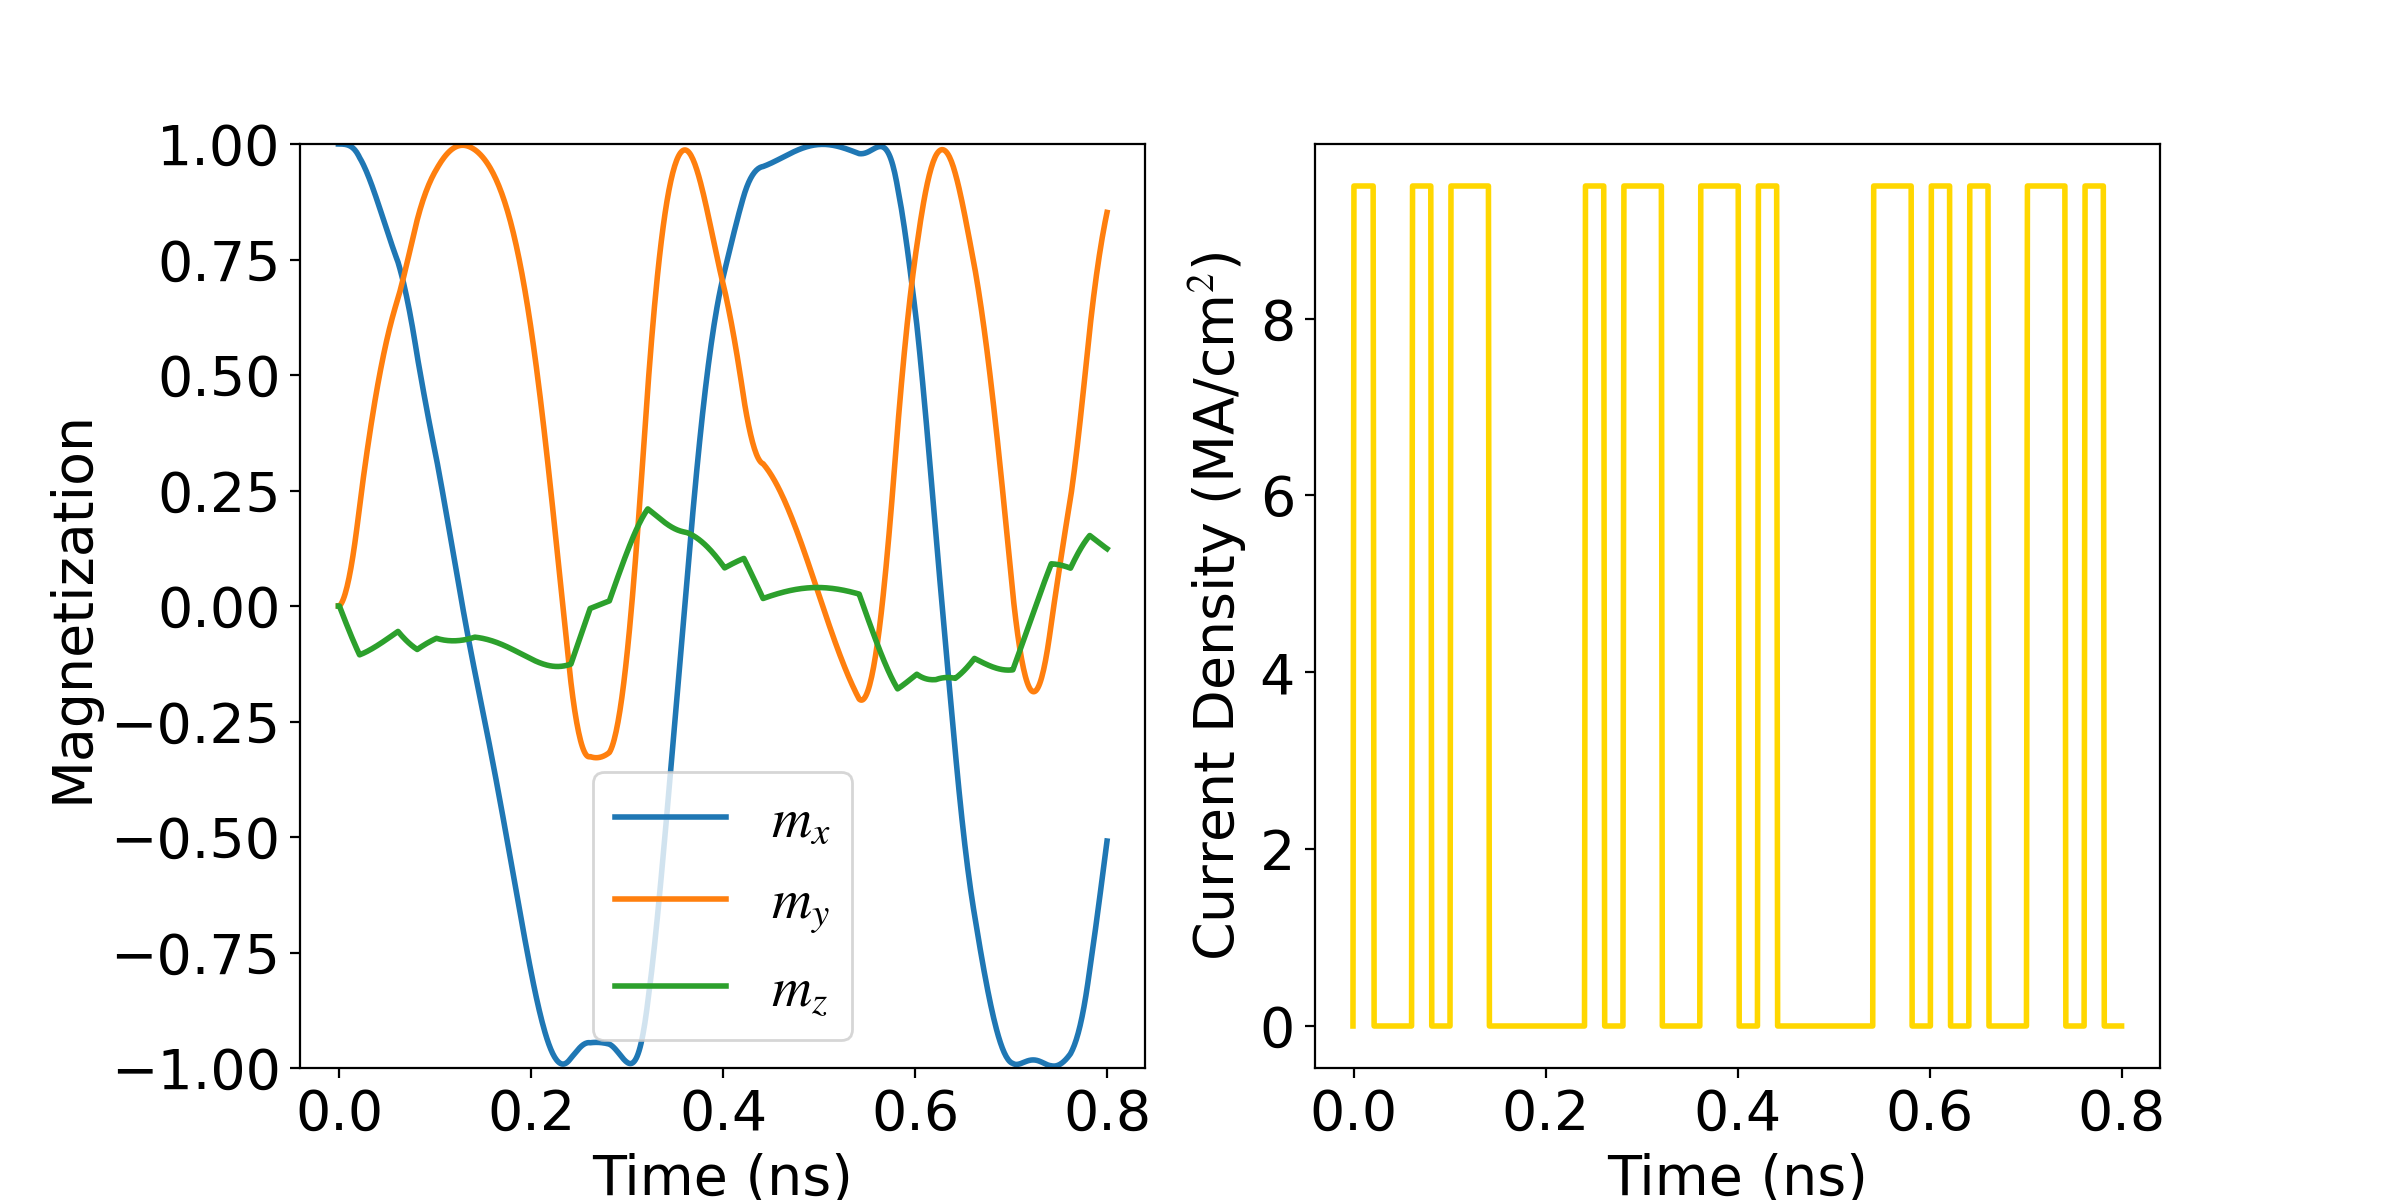 Magnetization
1.00
0.75
0.50
0.25
0.00
−0.25
−0.50
−0.75
−1.00
0.0 0.2 0.4 0.6 0.8
Time (ns)
m_x
m_y
m_z
Current Density (MA/cm²)
8
6
4
2
0
0.0 0.2 0.4 0.6 0.8
Time (ns)